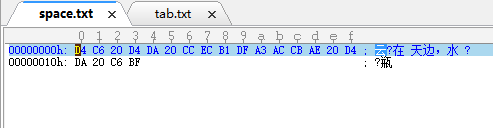 space.txt tab.txt
0 1 2 3 4 5 6 7 8 9 a b c d e f
00000000h: D4 C6 20 D4 DA 20 CC EC B1 DF A3 AC CB AE 20 D4 ; 云?在 天边，水 ?
00000010h: DA 20 C6 BF ; ?瓶